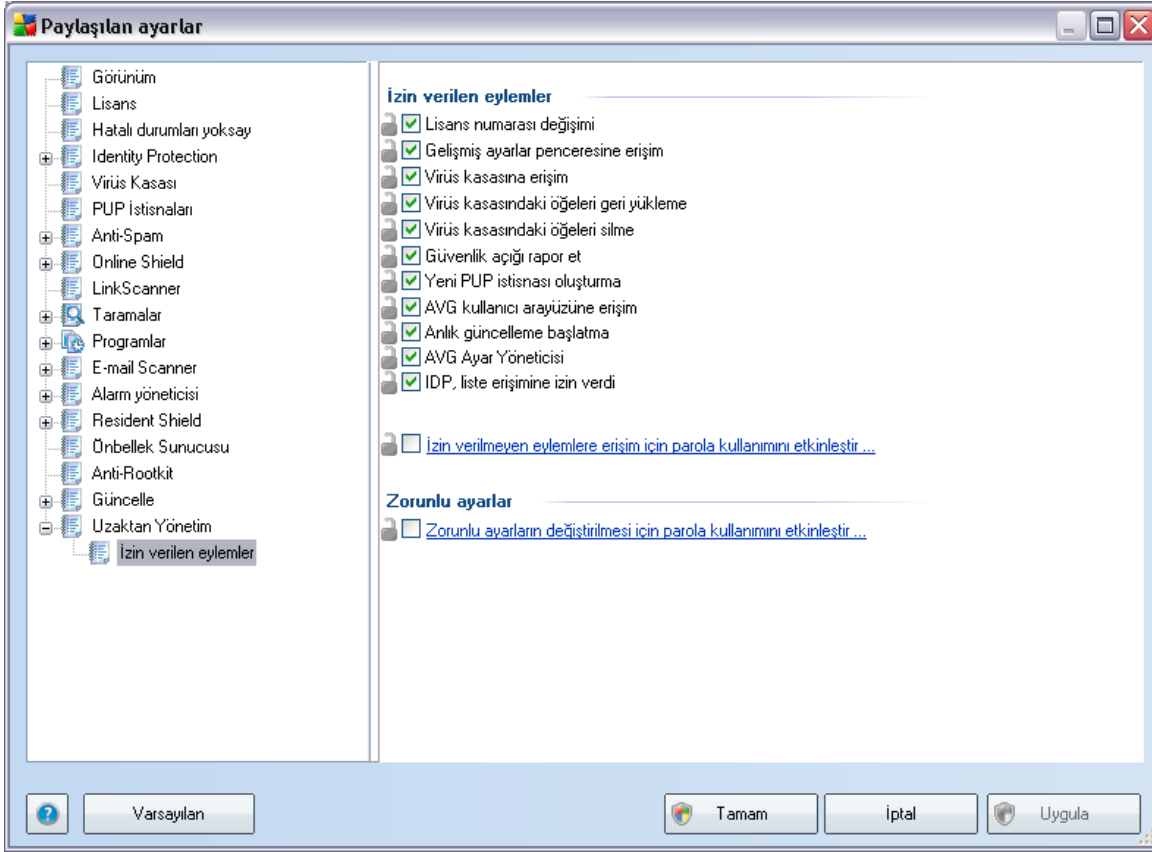 Paylaşılan ayarlar
Görünüm
Lisans
Hatalı durumları yoksay
Identity Protection
Virüs Kasası
PUP İstisnaları
Anti-Spam
Online Shield
LinkScanner
Taramalar
Programlar
E-mail Scanner
Alarm yöneticisi
Resident Shield
Önbellek Sunucusu
Anti-Rootkit
Güncelle
Uzaktan Yönetim
İzin verilen eylemler
İzin verilen eylemler
Lisans numarası değişimi
Gelişmiş ayarlar penceresine erişim
Virüs kasasına erişim
Virüs kasasındaki öğeleri geri yükleme
Virüs kasasındaki öğeleri silme
Güvenlik açığı rapor et
Yeni PUP istisnası oluşturma
AVG kullanıcı arayüzüne erişim
Anlık güncelleme başlatma
AVG Ayar Yöneticisi
IDP, liste erişimine izin verdi
İzin verilmeyen eylemlere erişim için parola kullanımını etkinleştir ...
Zorunlu ayarlar
Zorunlu ayarların değiştirilmesi için parola kullanımını etkinleştir ...
Varsayılan
Tamam
İptal
Uygula